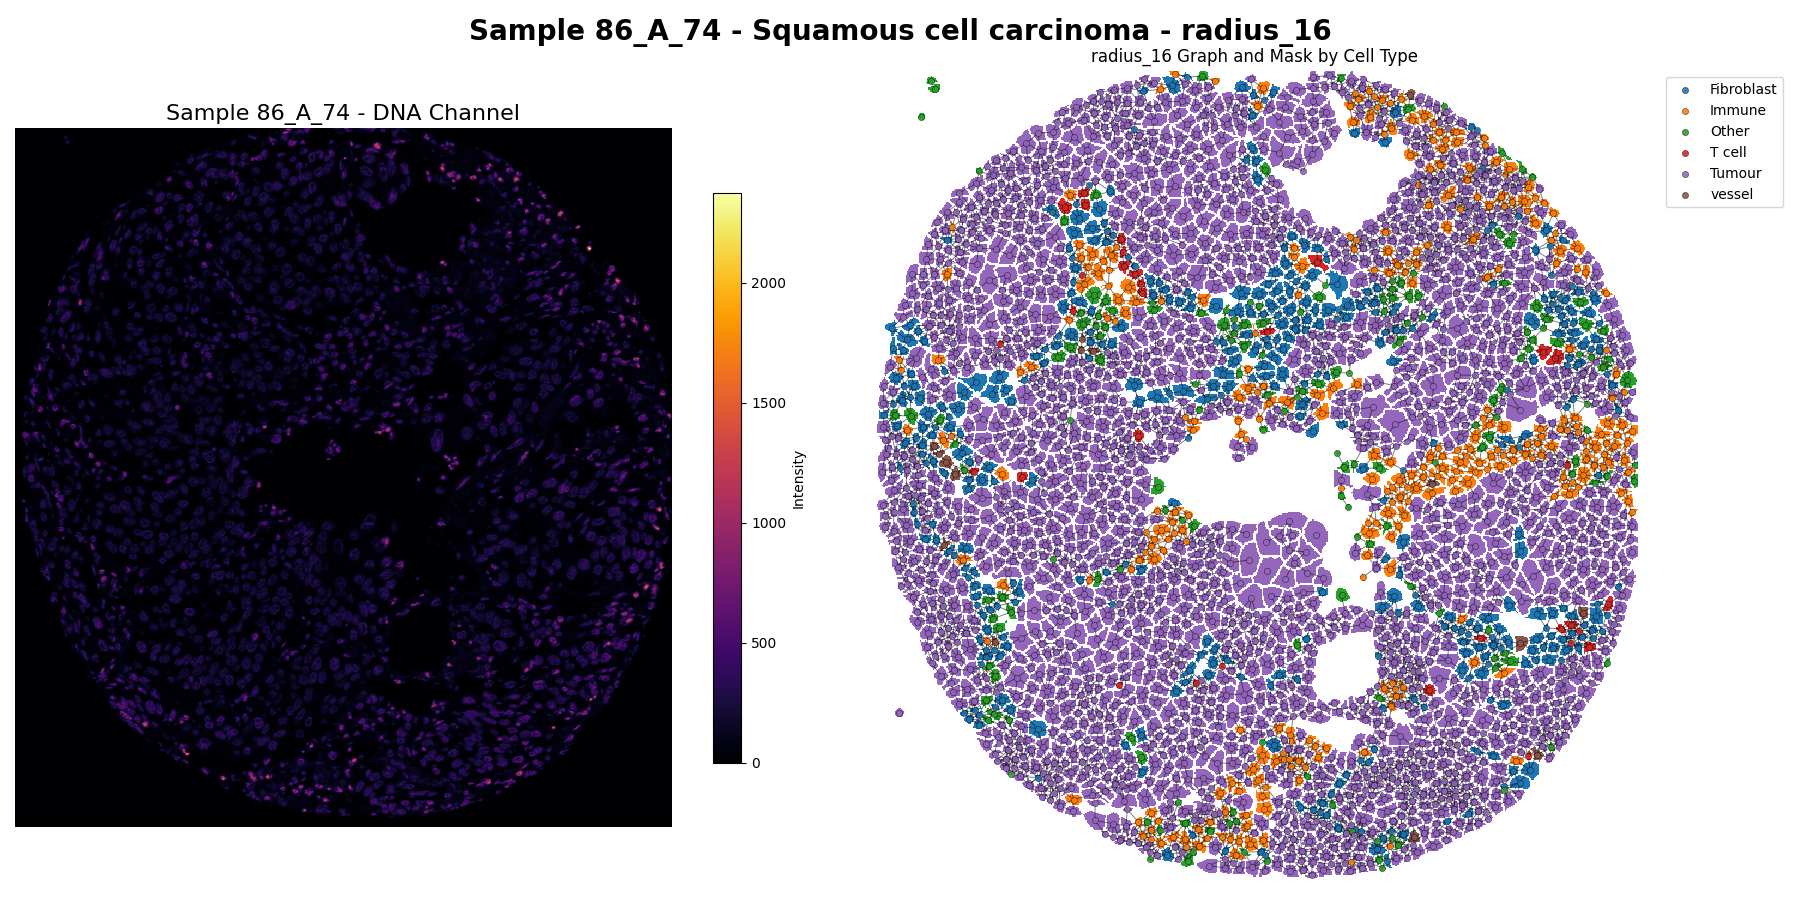 Sample 86_A_74 - Squamous cell carcinoma - radius_16
Sample 86_A_74 - DNA Channel
2000
1500
1000
500
0
Intensity
radius_16 Graph and Mask by Cell Type
Fibroblast
Immune
Other
T cell
Tumour
vessel